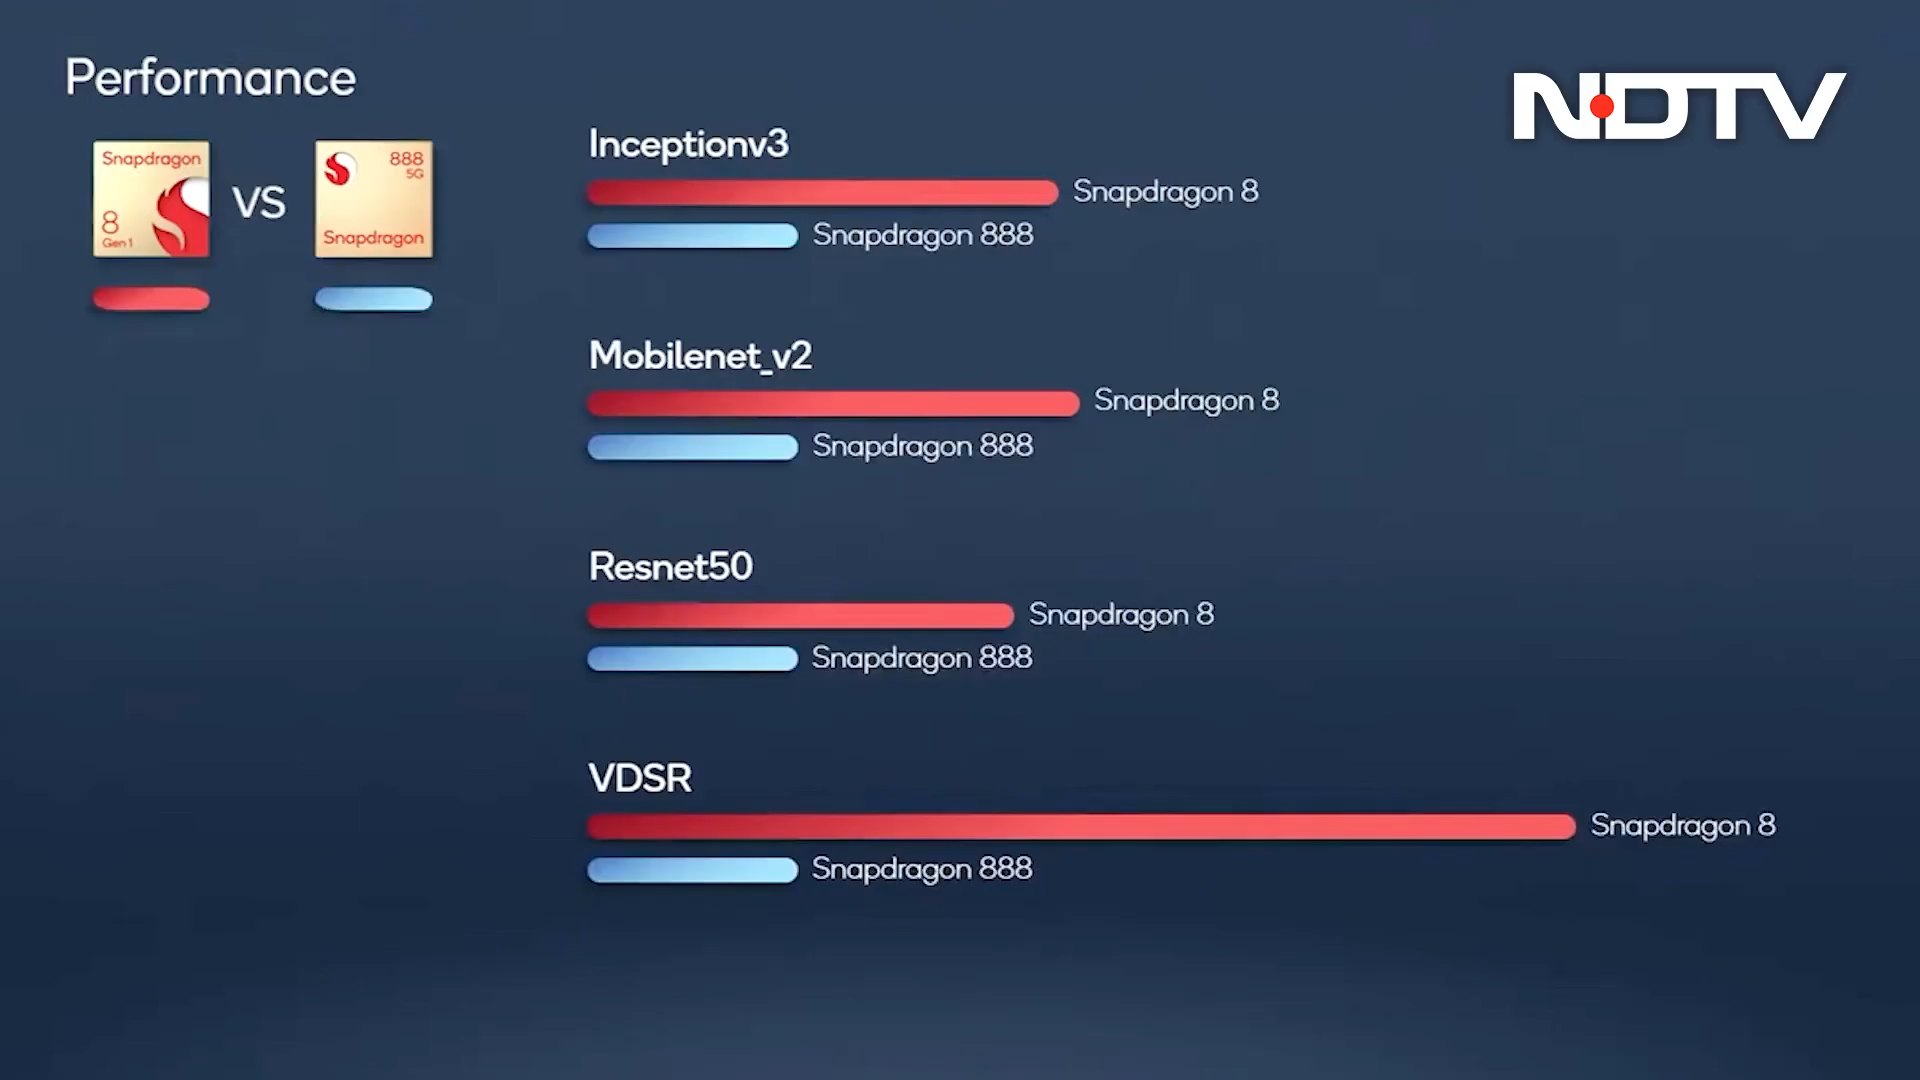 Performance
NDTV
Snapdragon
8
Gen 1
VS
888
5G
Snapdragon
Inceptionv3
Snapdragon 8
Snapdragon 888
Mobilenet_v2
Snapdragon 8
Snapdragon 888
Resnet50
Snapdragon 8
Snapdragon 888
VDSR
Snapdragon 8
Snapdragon 888